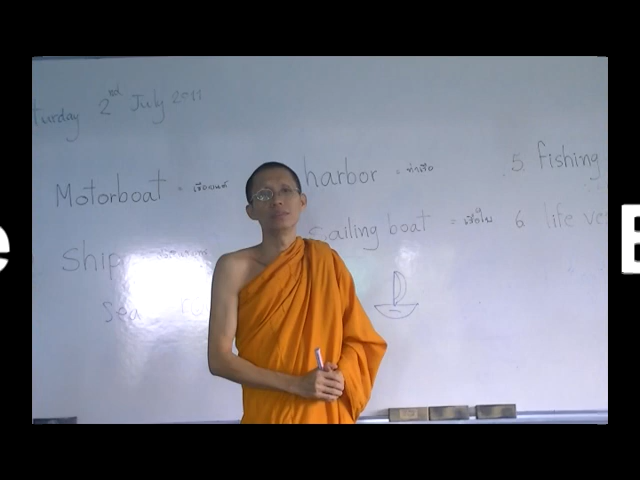 turday 2nd July 2011
Motorboat = เรือยนต์
harbor = ท่าเรือ
5. fishing
Ship
Sailing boat = เรือใบ
6 life ve
Sea